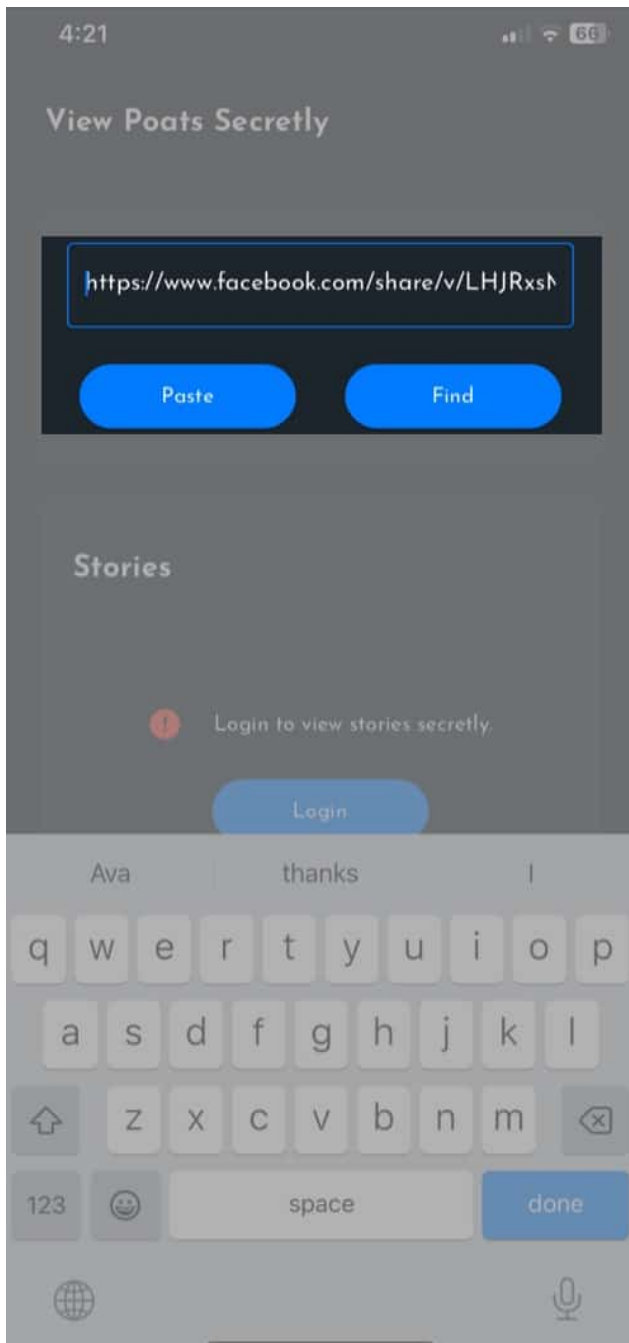 4:21 66
View Poats Secretly
https://www.facebook.com/share/v/LHJRxsN
Paste Find
Stories
! Login to view stories secretly.
Login
Ava thanks I
q w e r t y u i o p
a s d f g h j k l
z x c v b n m
123 space done